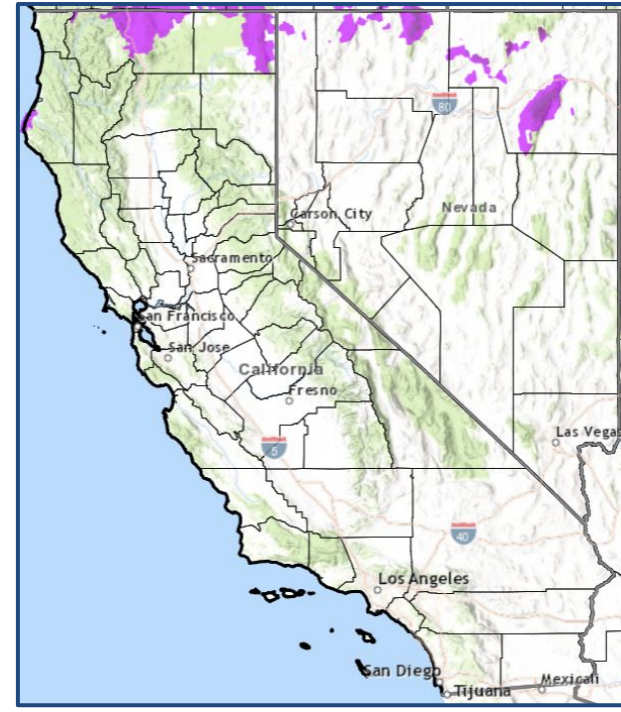 80
Carson City
Nevada
Sacramento
San Francisco
San Jose
California
Fresno
Las Vegas
5
40
Los Angeles
San Diego
Mexicali
Tijuana